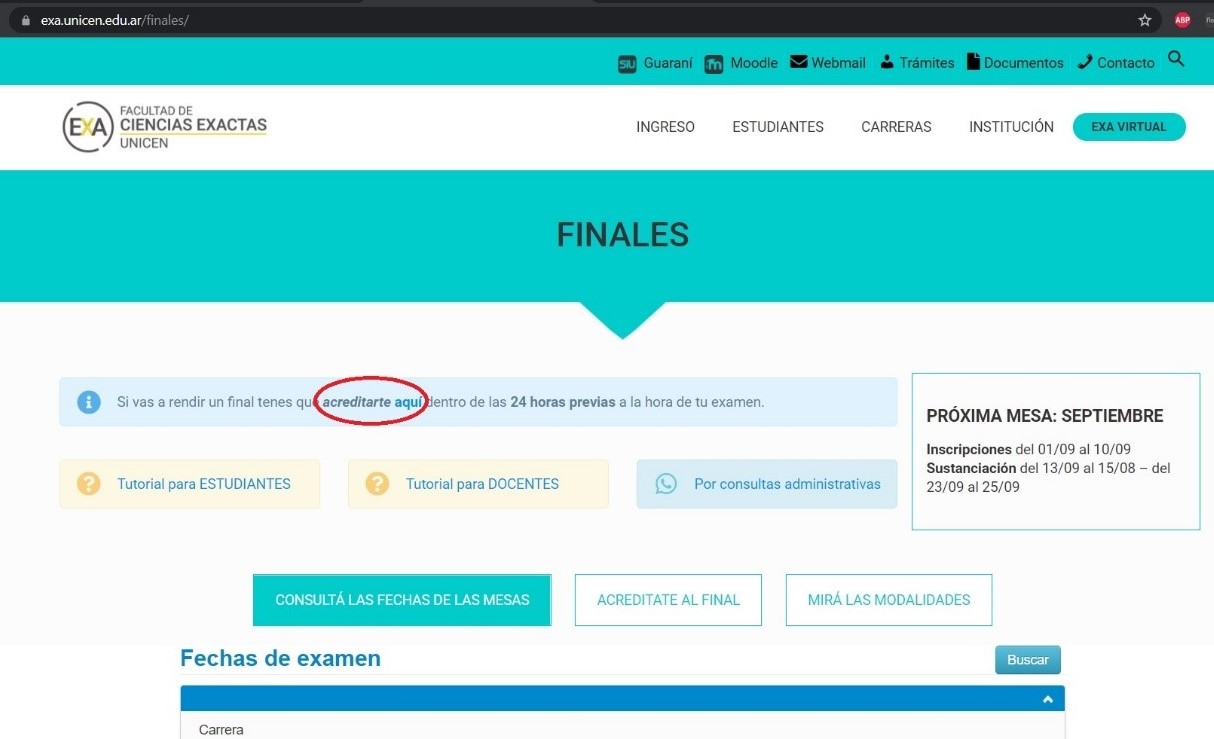 exa.unicen.edu.ar/finales/
ABP
SIU Guaraní m Moodle Webmail Trámites Documentos Contacto
EXA
FACULTAD DE
CIENCIAS EXACTAS
UNICEN
INGRESO ESTUDIANTES CARRERAS INSTITUCIÓN EXA VIRTUAL
FINALES
Si vas a rendir un final tenes que acreditarte aquí dentro de las 24 horas previas a la hora de tu examen.
Tutorial para ESTUDIANTES Tutorial para DOCENTES Por consultas administrativas
PRÓXIMA MESA: SEPTIEMBRE
Inscripciones del 01/09 al 10/09
Sustanciación del 13/09 al 15/08 – del
23/09 al 25/09
CONSULTÁ LAS FECHAS DE LAS MESAS ACREDITATE AL FINAL MIRÁ LAS MODALIDADES
Fechas de examen Buscar
Carrera